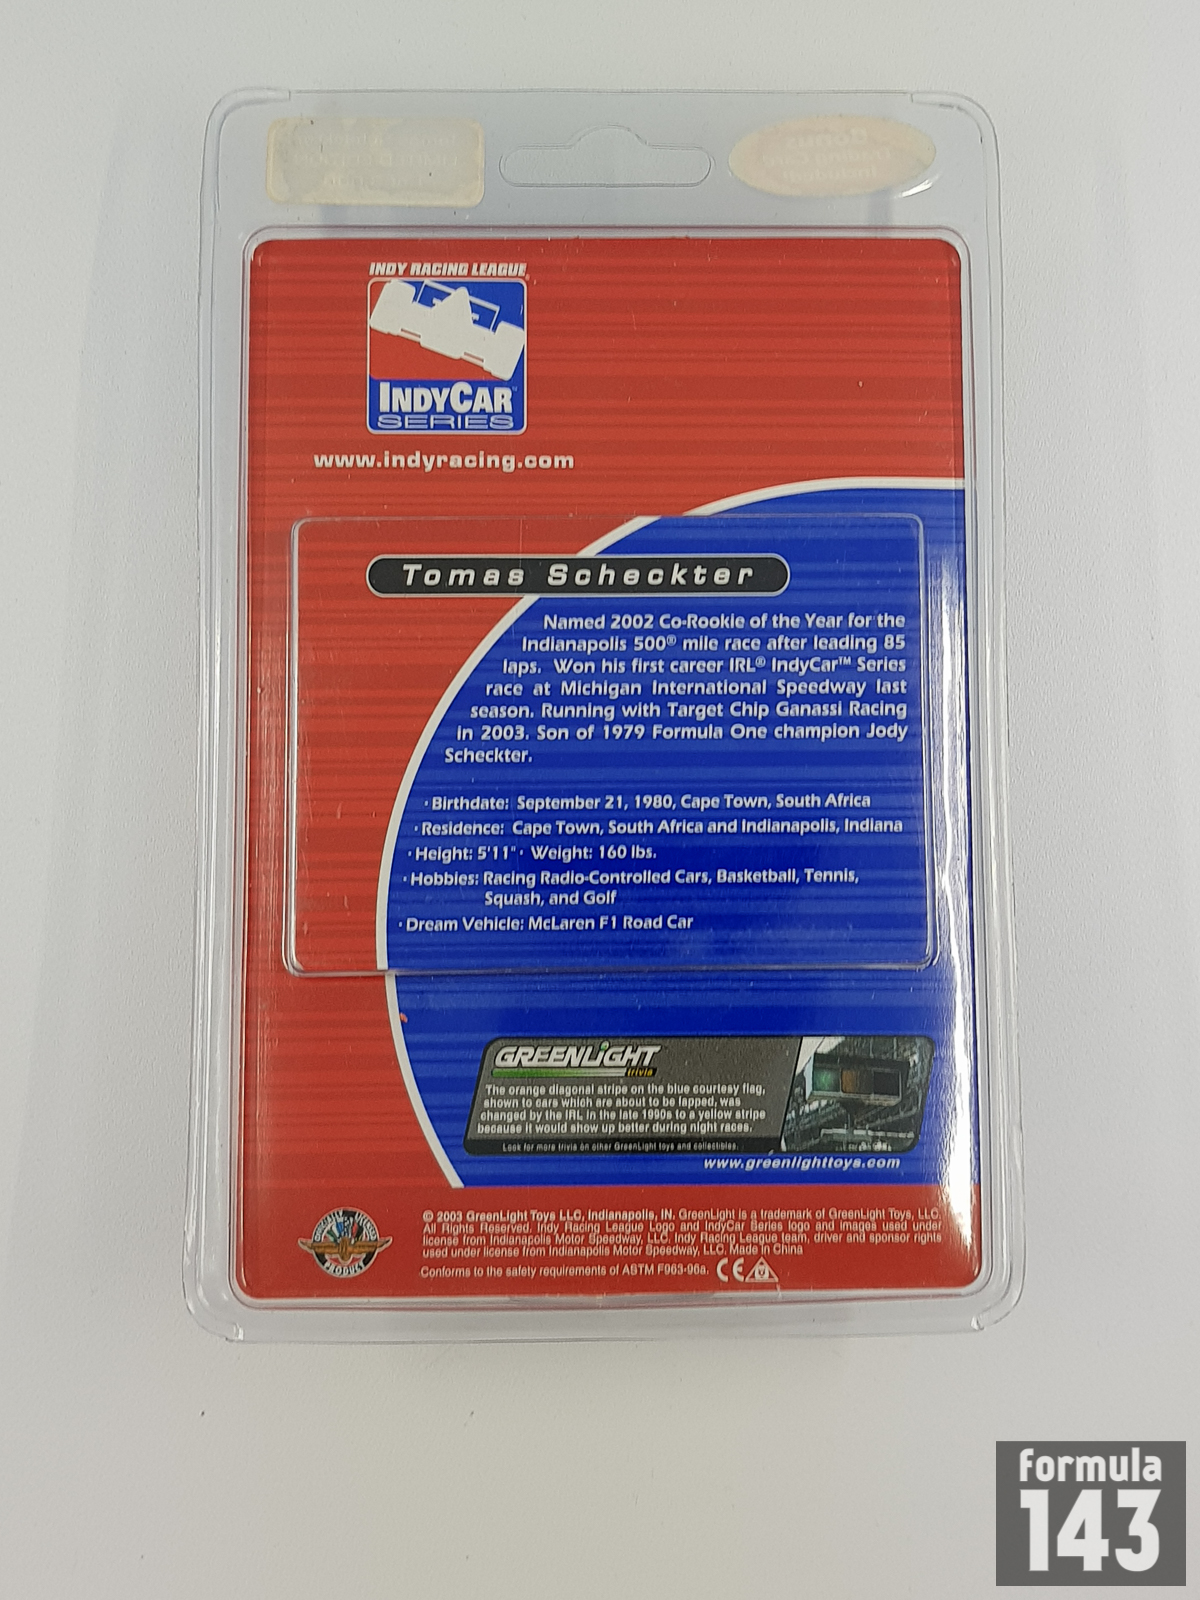 Bonus
Trading Card
Included!
LIMITED EDITION
INDY RACING LEAGUE
INDYCAR™
SERIES
www.indyracing.com
Tomas Scheckter
Named 2002 Co-Rookie of the Year for the
Indianapolis 500® mile race after leading 85
laps. Won his first career IRL® IndyCar™ Series
race at Michigan International Speedway last
season. Running with Target Chip Ganassi Racing
in 2003. Son of 1979 Formula One champion Jody
Scheckter.
· Birthdate: September 21, 1980, Cape Town, South Africa
· Residence: Cape Town, South Africa and Indianapolis, Indiana
· Height: 5'11" · Weight: 160 lbs.
· Hobbies: Racing Radio-Controlled Cars, Basketball, Tennis,
Squash, and Golf
· Dream Vehicle: McLaren F1 Road Car
GREENLIGHT
trivia
The orange diagonal stripe on the blue courtesy flag,
shown to cars which are about to be lapped, was
changed by the IRL in the late 1990s to a yellow stripe
because it would show up better during night races.
Look for more trivia on other GreenLight toys and collectibles.
www.greenlighttoys.com
OFFICIALLY LICENSED
PRODUCT
© 2003 GreenLight Toys LLC, Indianapolis, IN. GreenLight is a trademark of GreenLight Toys, LLC.
All Rights Reserved. Indy Racing League Logo and IndyCar Series logo and images used under
license from Indianapolis Motor Speedway, LLC. Indy Racing League team, driver and sponsor rights
used under license from Indianapolis Motor Speedway, LLC. Made in China
Conforms to the safety requirements of ASTM F963-96a. CE
formula
143